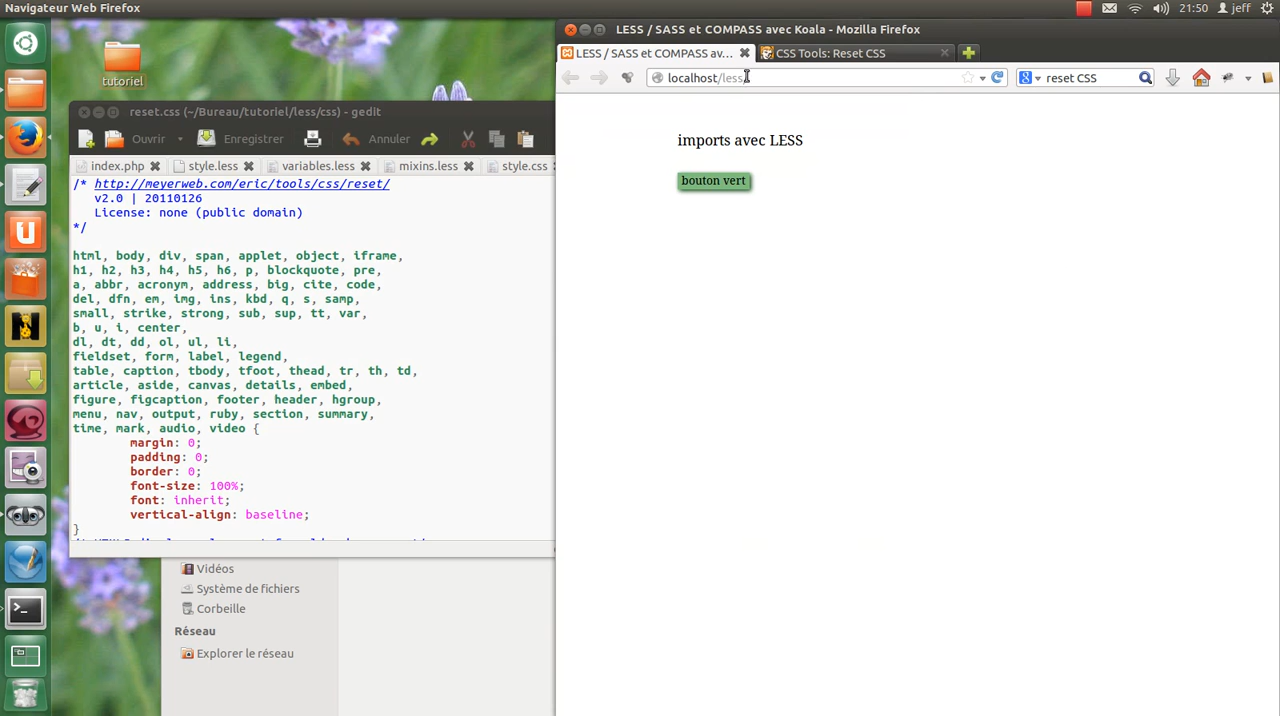 Navigateur Web Firefox
21:50 jeff
tutoriel
reset.css (~/Bureau/tutoriel/less/css) - gedit
Ouvrir Enregistrer Annuler
index.php style.less variables.less mixins.less style.css
/* http://meyerweb.com/eric/tools/css/reset/
v2.0 | 20110126
License: none (public domain)
*/
html, body, div, span, applet, object, iframe,
h1, h2, h3, h4, h5, h6, p, blockquote, pre,
a, abbr, acronym, address, big, cite, code,
del, dfn, em, img, ins, kbd, q, s, samp,
small, strike, strong, sub, sup, tt, var,
b, u, i, center,
dl, dt, dd, ol, ul, li,
fieldset, form, label, legend,
table, caption, tbody, tfoot, thead, tr, th, td,
article, aside, canvas, details, embed,
figure, figcaption, footer, header, hgroup,
menu, nav, output, ruby, section, summary,
time, mark, audio, video {
margin: 0;
padding: 0;
border: 0;
font-size: 100%;
font: inherit;
vertical-align: baseline;
}
Vidéos
Système de fichiers
Corbeille
Réseau
Explorer le réseau
LESS / SASS et COMPASS avec Koala - Mozilla Firefox
LESS / SASS et COMPASS av... CSS Tools: Reset CSS
localhost/less reset CSS
imports avec LESS
bouton vert